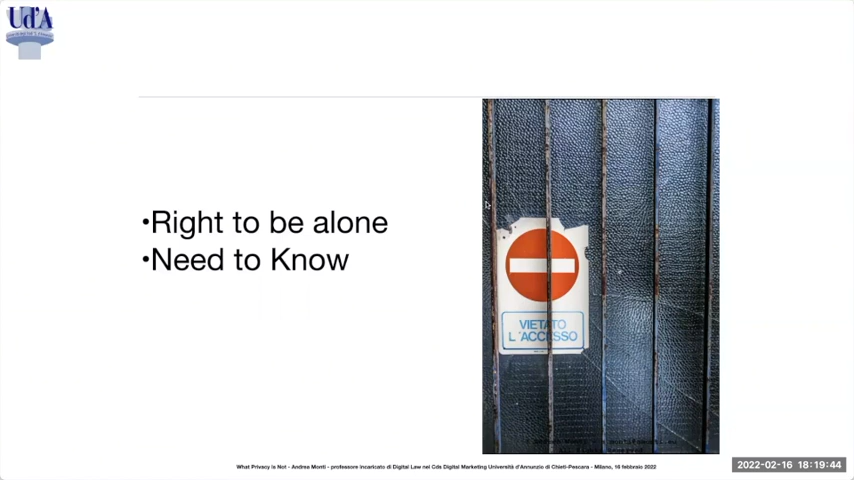 Ud'A
•Right to be alone
•Need to Know
VIETATO
L'ACCESSO
What Privacy Is Not - Andrea Monti - professore incaricato di Digital Law nel Cds Digital Marketing Università d'Annunzio di Chieti-Pescara - Milano, 16 febbraio 2022
2022-02-16 18:19:44